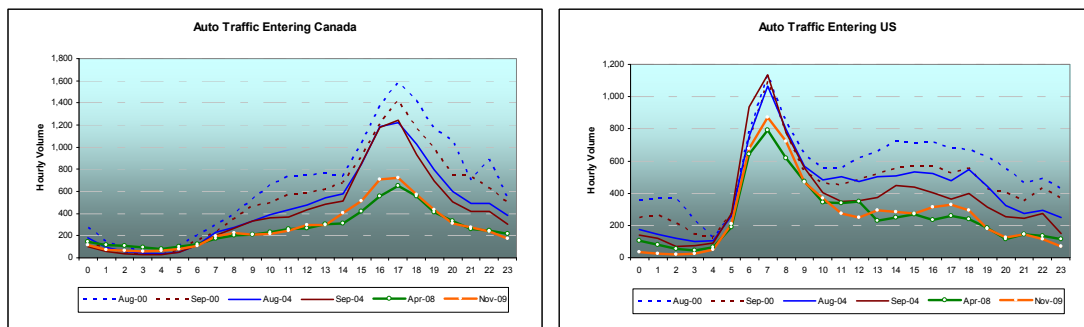 Auto Traffic Entering Canada
Hourly Volume
1,800
1,600
1,400
1,200
1,000
800
600
400
200
0
0 1 2 3 4 5 6 7 8 9 10 11 12 13 14 15 16 17 18 19 20 21 22 23
Aug-00 Sep-00 Aug-04 Sep-04 Apr-08 Nov-09
Auto Traffic Entering US
Hourly Volume
1,200
1,000
800
600
400
200
0
0 1 2 3 4 5 6 7 8 9 10 11 12 13 14 15 16 17 18 19 20 21 22 23
Aug-00 Sep-00 Aug-04 Sep-04 Apr-08 Nov-09